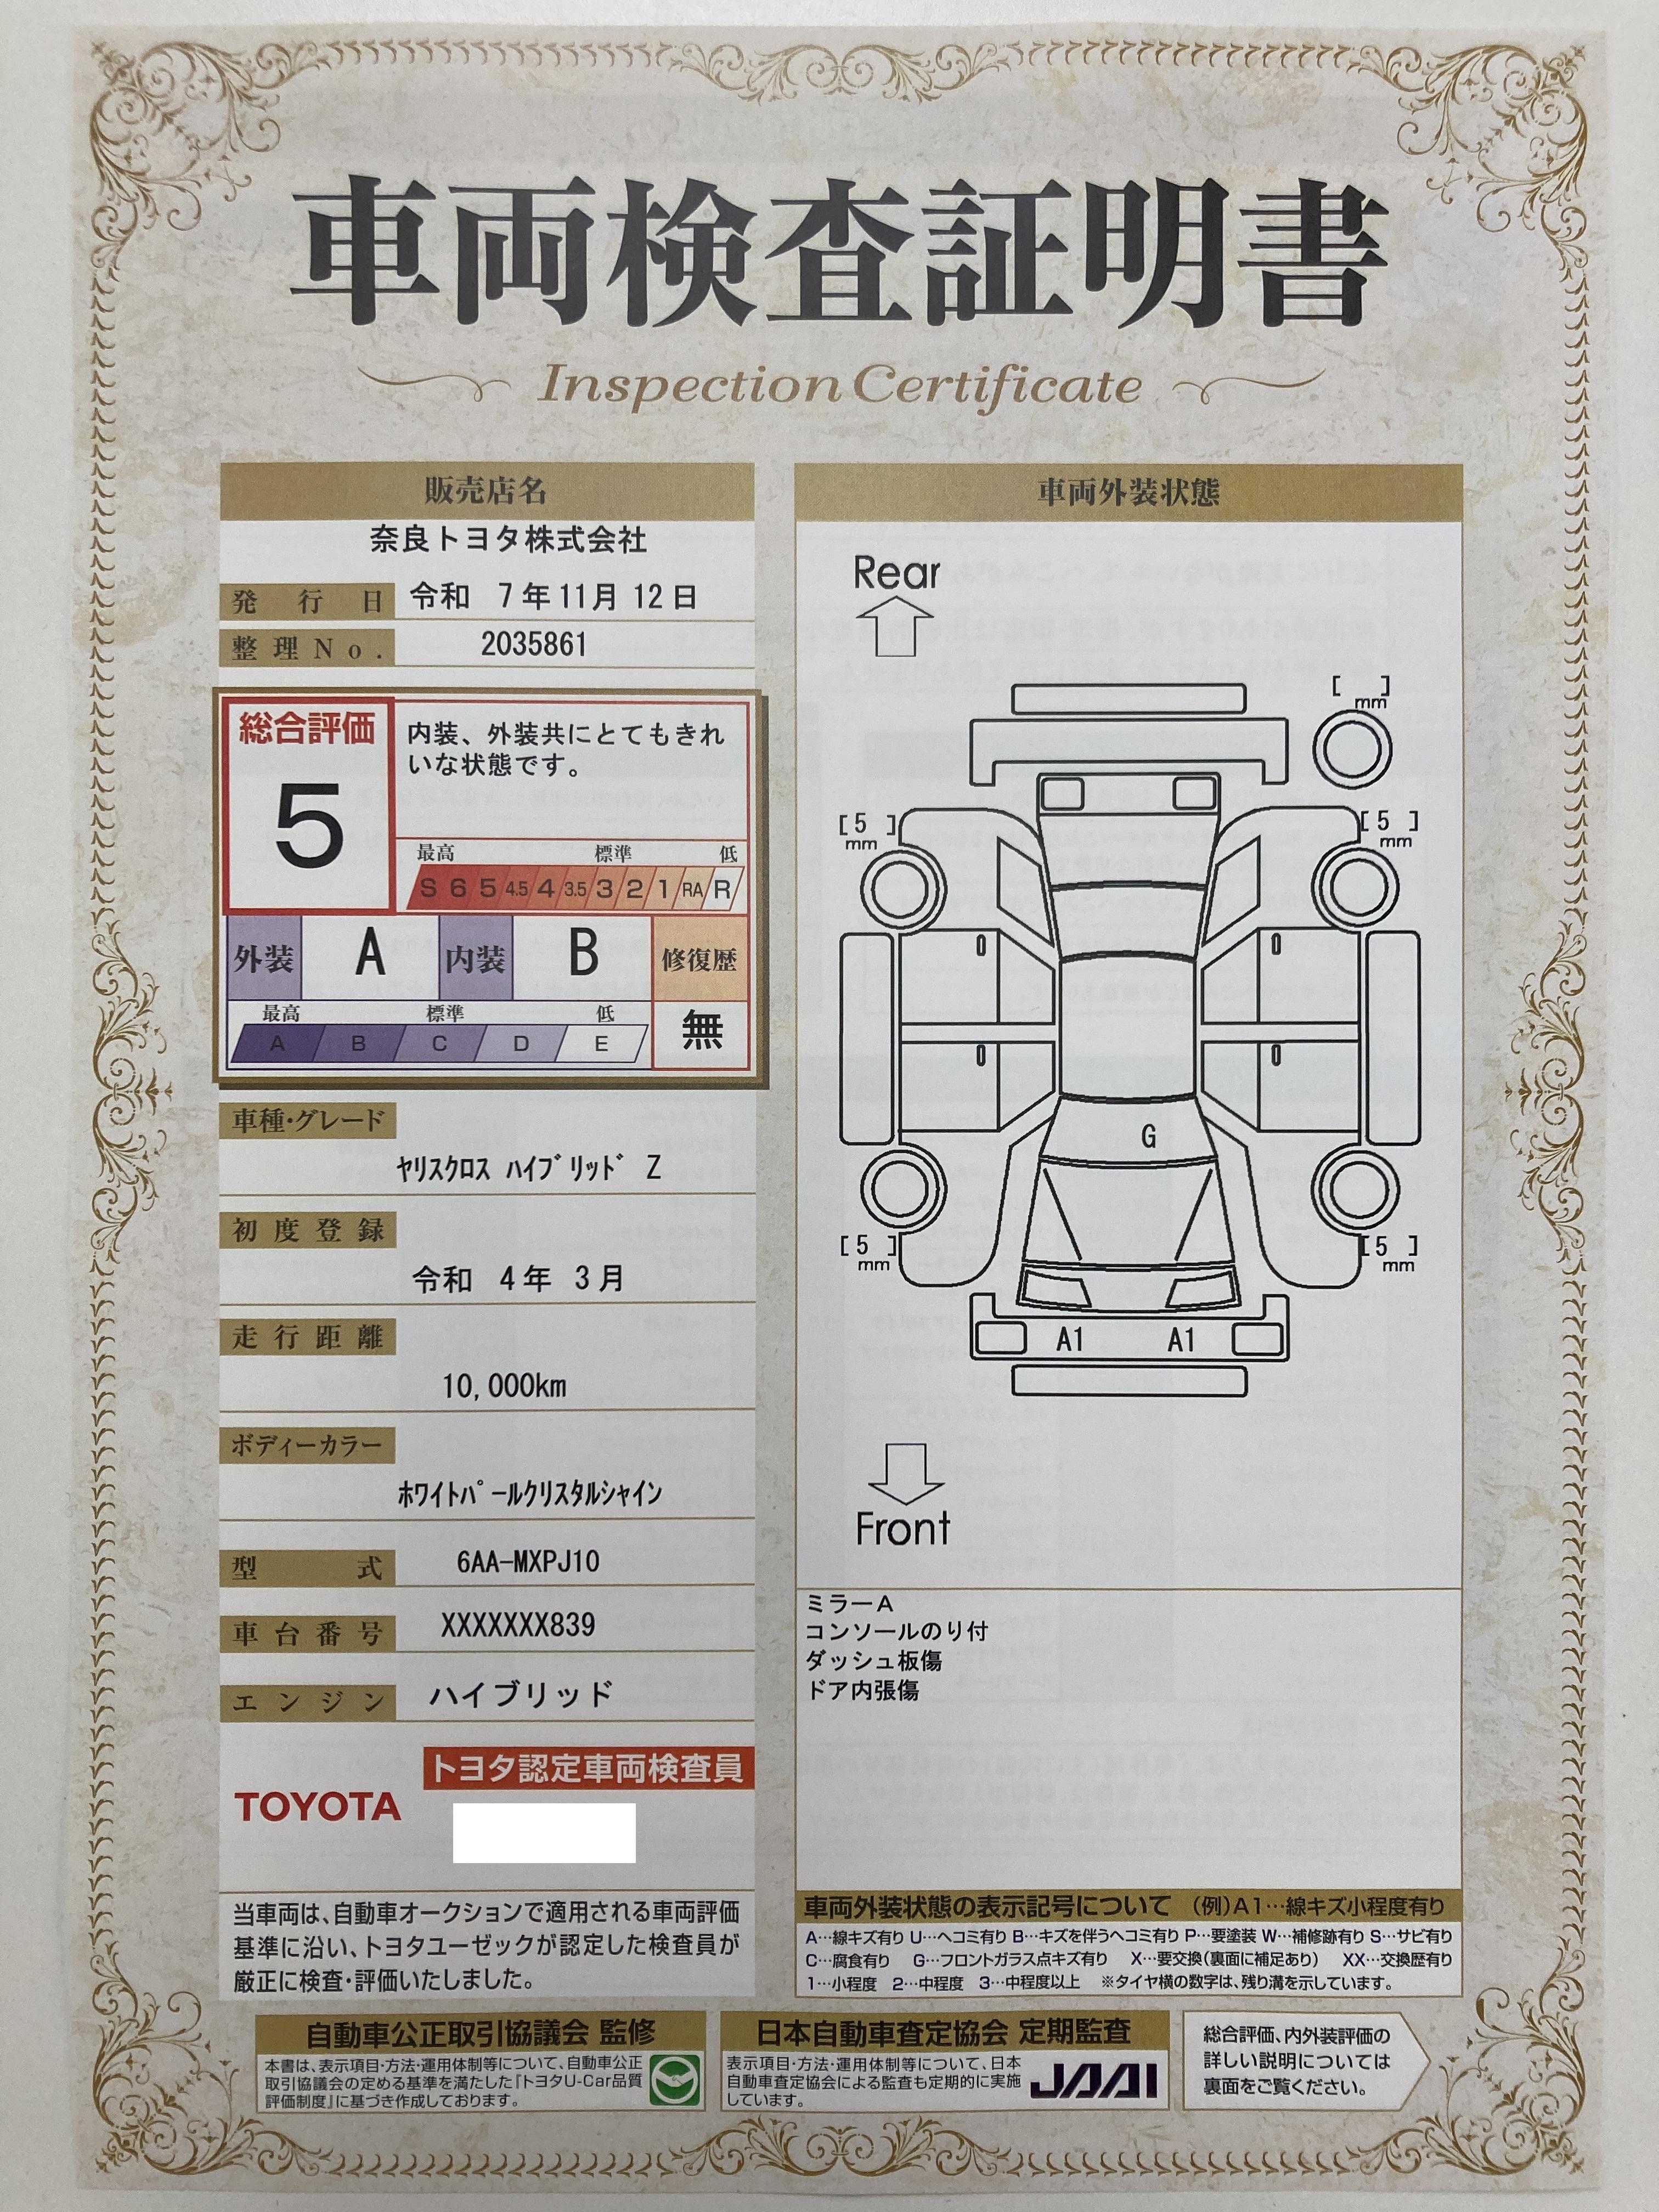 車両検査証明書
Inspection Certificate
販売店名
奈良トヨタ株式会社
発行日 令和 7年11月12日
整理No. 2035861
総合評価
5
内装、外装共にとてもきれ
いな状態です。
最高 標準 低
S 6 5 4.5 4 3.5 3 2 1 RA R
外装 A 内装 B 修復歴
最高 標準 低
A B C D E
無
車種・グレード
ﾔﾘｽｸﾛｽ ﾊｲﾌﾞﾘｯﾄﾞ Z
初度登録
令和 4年 3月
走行距離
10,000km
ボディーカラー
ﾎﾜｲﾄﾊﾟｰﾙｸﾘｽﾀﾙｼｬｲﾝ
型式 6AA-MXPJ10
車台番号 XXXXXXX839
エンジン ハイブリッド
TOYOTA
トヨタ認定車両検査員
当車両は、自動車オークションで適用される車両評価
基準に沿い、トヨタユーゼックが認定した検査員が
厳正に検査・評価いたしました。
車両外装状態
Rear
[ ]
mm
[5 ]
mm
[5 ]
mm
G
[5 ]
mm
[5 ]
mm
A1 A1
Front
ミラーA
コンソールのり付
ダッシュ板傷
ドア内張傷
車両外装状態の表示記号について (例)A1…線キズ小程度有り
A…線キズ有り U…ヘコミ有り B…キズを伴うヘコミ有り P…要塗装 W…補修跡有り S…サビ有り
C…腐食有り G…フロントガラス点キズ有り X…要交換(裏面に補足あり) XX…交換歴有り
1…小程度 2…中程度 3…中程度以上 ※タイヤ横の数字は、残り溝を示しています。
自動車公正取引協議会 監修
本書は、表示項目・方法・運用体制等について、自動車公正
取引協議会の定める基準を満たした『トヨタU-Car品質
評価制度』に基づき作成しております。
日本自動車査定協会 定期監査
表示項目・方法・運用体制等について、日本
自動車査定協会による監査も定期的に実施
しています。
JAAI
総合評価、内外装評価の
詳しい説明については
裏面をご覧ください。